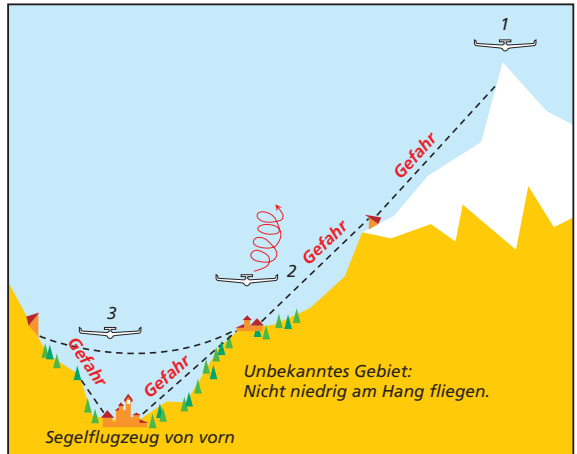 1
Gefahr
Gefahr
2
3
Gefahr
Gefahr
Unbekanntes Gebiet:
Nicht niedrig am Hang fliegen.
Segelflugzeug von vorn